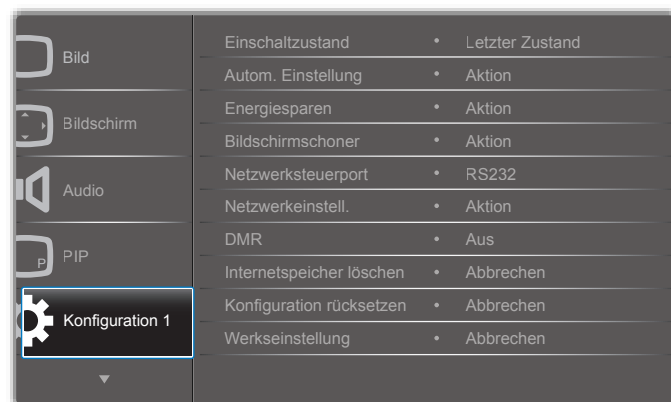 Bild
Bildschirm
Audio
PIP
P
Konfiguration 1
Einschaltzustand • Letzter Zustand
Autom. Einstellung • Aktion
Energiesparen • Aktion
Bildschirmschoner • Aktion
Netzwerksteuerport • RS232
Netzwerkeinstell. • Aktion
DMR • Aus
Internetspeicher löschen • Abbrechen
Konfiguration rücksetzen • Abbrechen
Werkseinstellung • Abbrechen